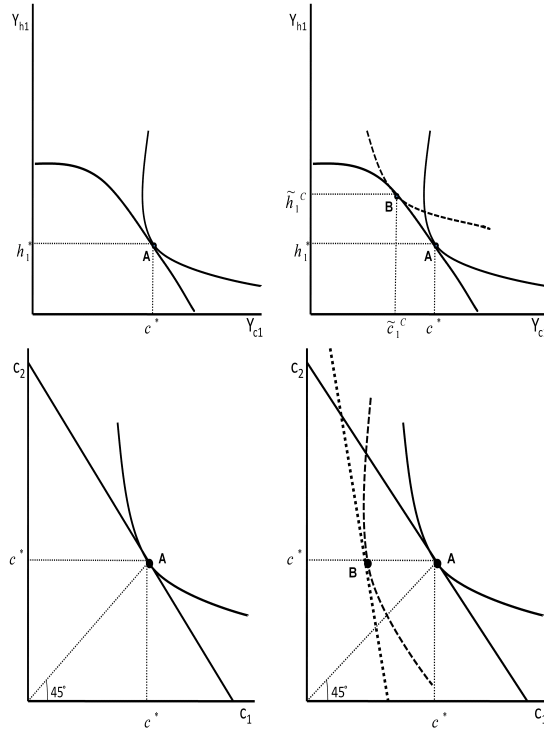 Y_h1
h_1^*
A
c^*
Y_c1
Y_h1
h̃_1^C
B
h_1^*
A
c̃_1^C
c^*
Y_c
C_2
c^*
A
45°
c^*
C_1
C_2
c^*
B
A
45°
c^*
C_1